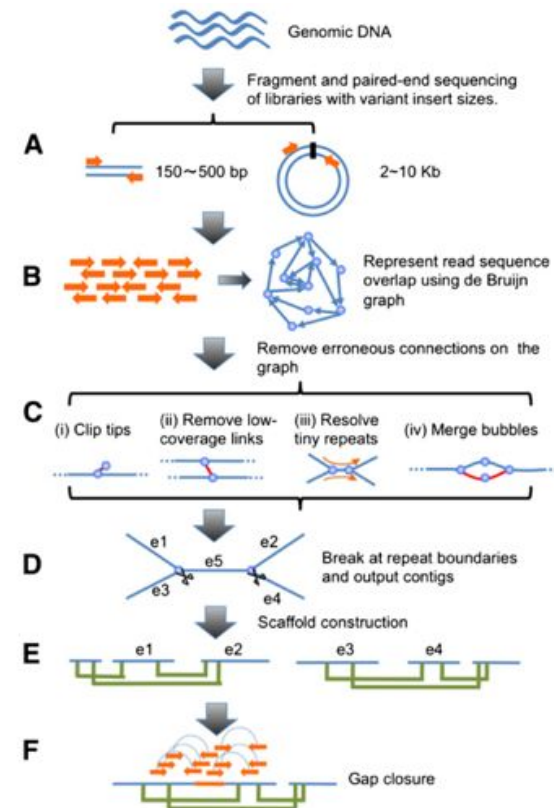 Genomic DNA
Fragment and paired-end sequencing
of libraries with variant insert sizes.
A
150~500 bp
2~10 Kb
B
Represent read sequence
overlap using de Bruijn
graph
Remove erroneous connections on the
graph
C
(i) Clip tips
(ii) Remove low-
coverage links
(iii) Resolve
tiny repeats
(iv) Merge bubbles
D
e1
e2
e5
e3
e4
Break at repeat boundaries
and output contigs
Scaffold construction
E
e1
e2
e3
e4
F
Gap closure